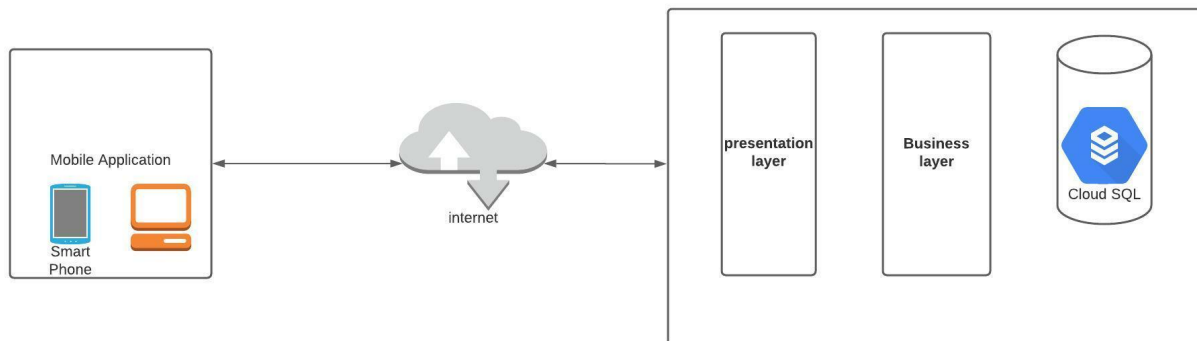 Mobile Application
Smart
Phone
internet
presentation
layer
Business
layer
Cloud SQL